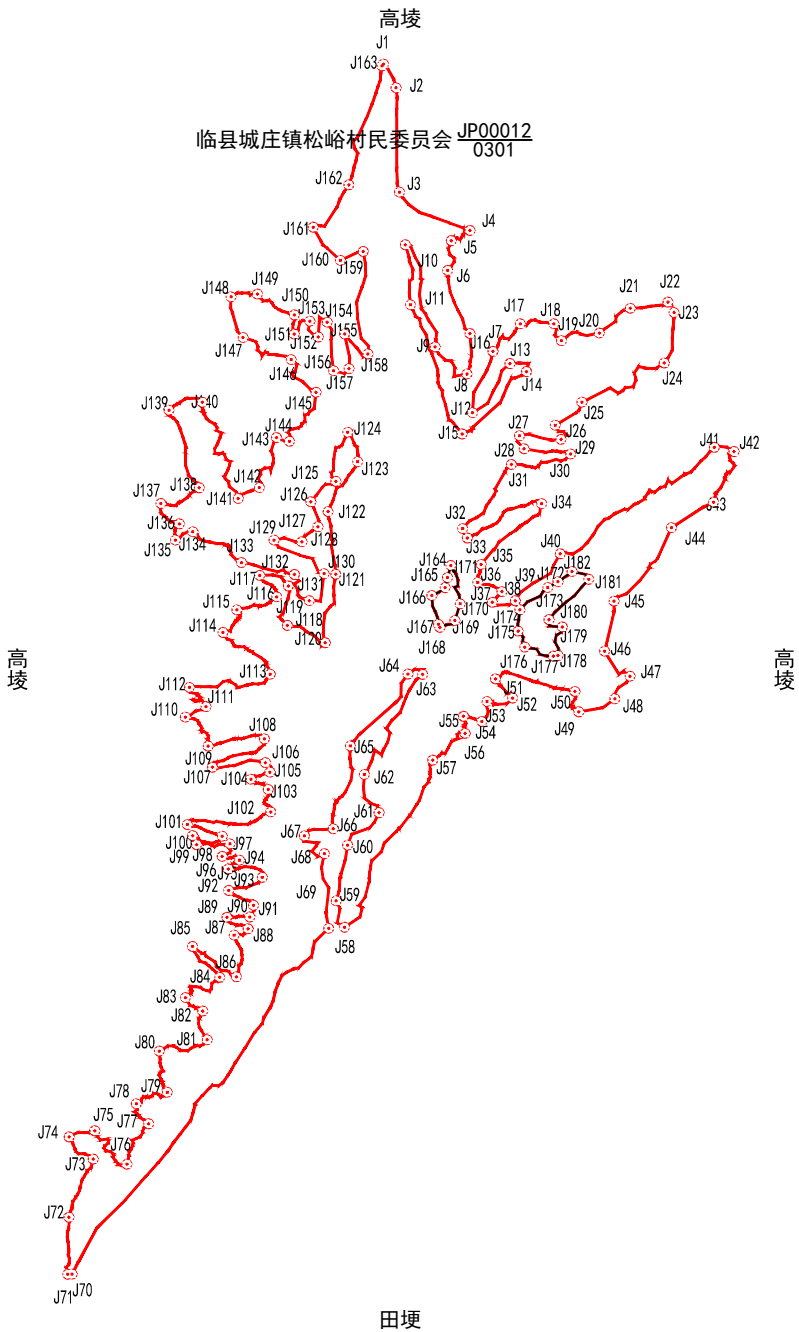 高堎
J1
J163
J2
临县城庄镇松峪村民委员会 JP00012
0301
J162
J3
J161
J4
J5
J160
J159
J10
J6
J148
J149
J150
J153
J154
J11
J17
J18
J21
J22
J23
J147
J151
J152
J155
J9
J16
J7
J19
J20
J146
J156
J157
J158
J8
J13
J14
J24
J139
J140
J145
J12
J25
J144
J143
J124
J15
J27
J26
J41
J42
J138
J142
J141
J125
J123
J28
J29
J30
J31
J137
J126
J122
J34
J43
J136
J135
J134
J129
J127
J128
J32
J33
J44
J133
J132
J130
J121
J164
J171
J35
J40
J182
J117
J131
J165
J36
J39
J172
J181
J116
J166
J37
J38
J173
J45
J115
J119
J118
J170
J174
J180
J114
J120
J167
J168
J169
J175
J179
高堎
高堎
J113
J64
J63
J176
J177
J178
J46
J112
J111
J51
J50
J47
J110
J55
J53
J54
J52
J49
J48
J108
J109
J65
J56
J107
J106
J105
J104
J62
J57
J103
J102
J61
J101
J66
J67
J100
J97
J60
J99
J98
J94
J68
J96
J95
J93
J92
J69
J59
J89
J90
J91
J85
J87
J88
J58
J84
J86
J83
J82
J81
J80
J79
J78
J77
J75
J74
J76
J73
J72
J71
J70
田埂